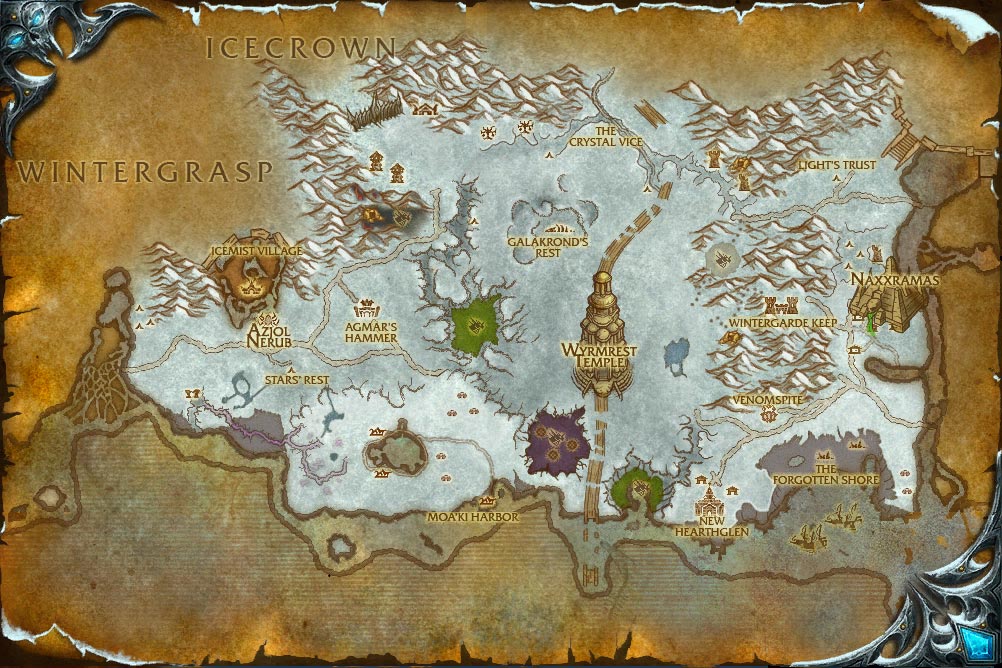 ICECROWN
WINTERGRASP
THE
CRYSTAL VICE
LIGHT'S TRUST
GALAKROND'S
REST
ICEMIST VILLAGE
NAXXRAMAS
AZJOL
NERUB
AGMAR'S
HAMMER
WINTERGARDE KEEP
WYRMREST
TEMPLE
STARS' REST
VENOMSPITE
THE
FORGOTTEN SHORE
MOA'KI HARBOR
NEW
HEARTHGLEN